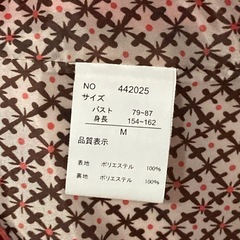 NO 442025
サイズ
バスト 79~87
身長 154~162
M
品質表示
表地 ポリエステル 100%
裏地 ポリエステル 100%